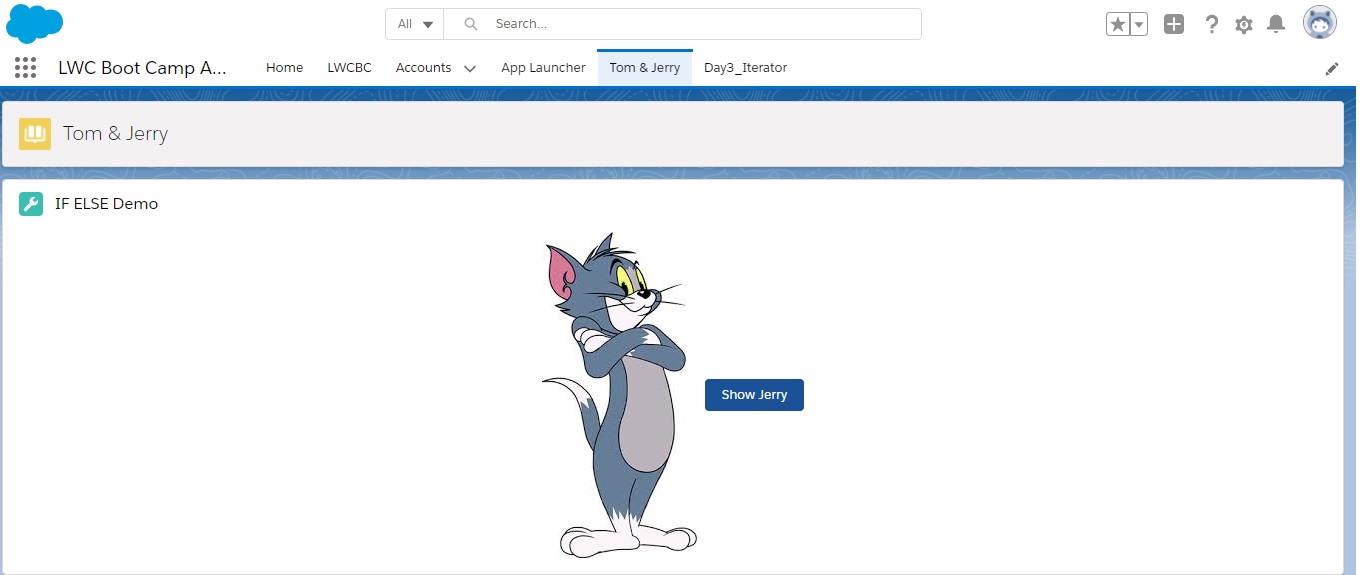 All Search...
LWC Boot Camp A... Home LWCBC Accounts App Launcher Tom & Jerry Day3_Iterator
Tom & Jerry
IF ELSE Demo
Show Jerry